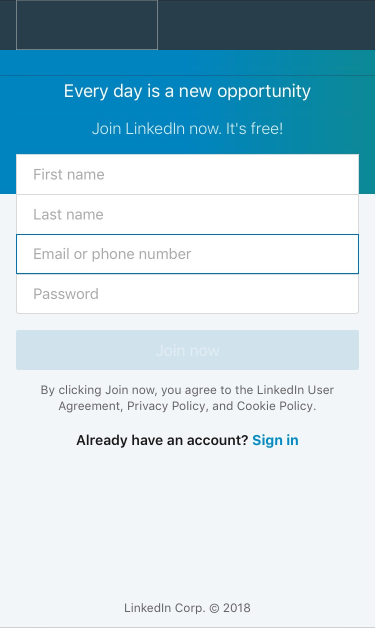 Every day is a new opportunity
Join LinkedIn now. It's free!
First name
Last name
Email or phone number
Password
Join now
By clicking Join now, you agree to the LinkedIn User
Agreement, Privacy Policy, and Cookie Policy.
Already have an account? Sign in
LinkedIn Corp. © 2018